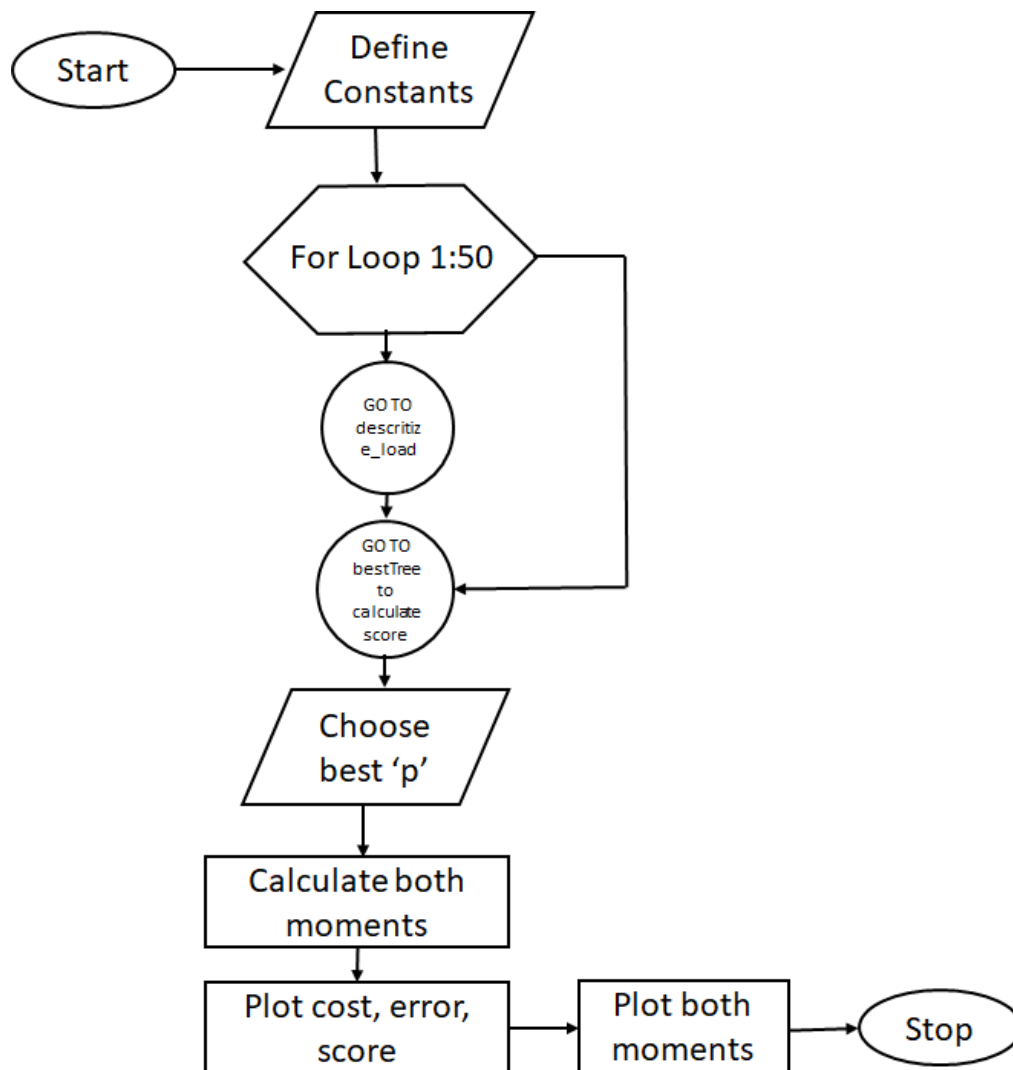 Start
Define
Constants
For Loop 1:50
GO TO
descritiz
e_load
GO TO
bestTree
to
calculate
score
Choose
best ‘p’
Calculate both
moments
Plot cost, error,
score
Plot both
moments
Stop